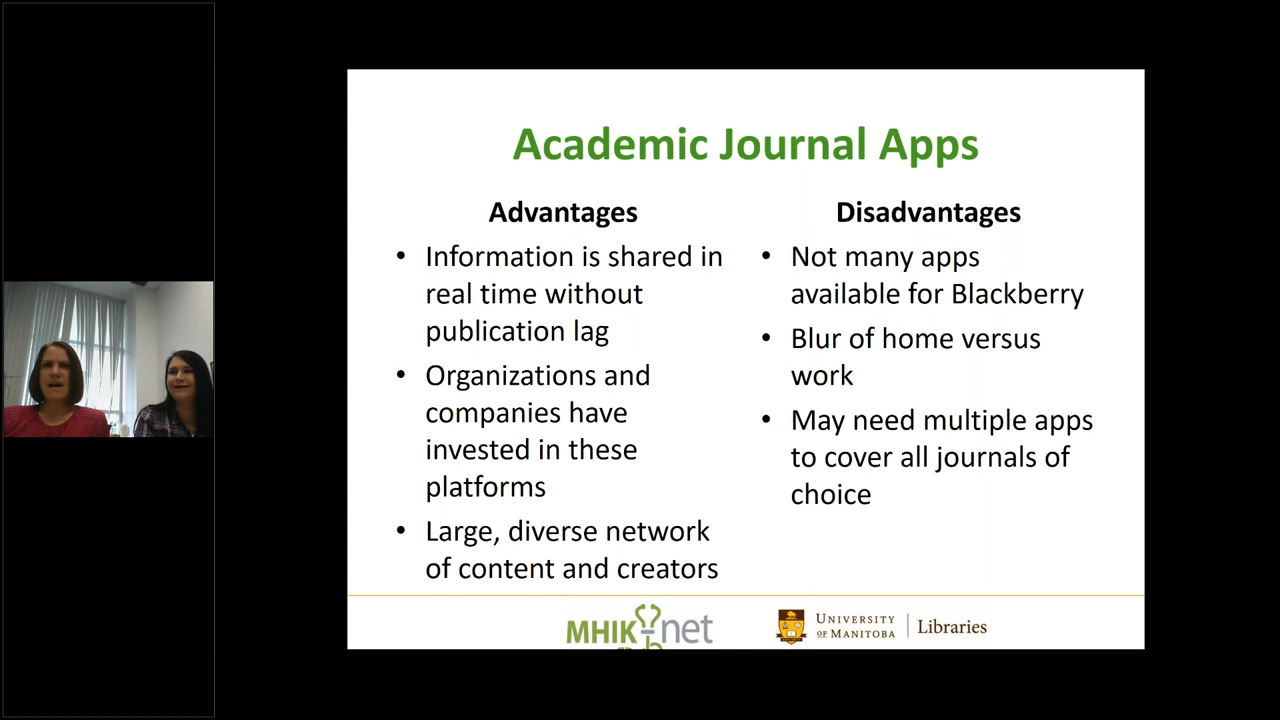 Academic Journal Apps
Advantages
• Information is shared in
real time without
publication lag
• Organizations and
companies have
invested in these
platforms
• Large, diverse network
of content and creators
Disadvantages
• Not many apps
available for Blackberry
• Blur of home versus
work
• May need multiple apps
to cover all journals of
choice
MHIKnet
UNIVERSITY
OF MANITOBA
Libraries